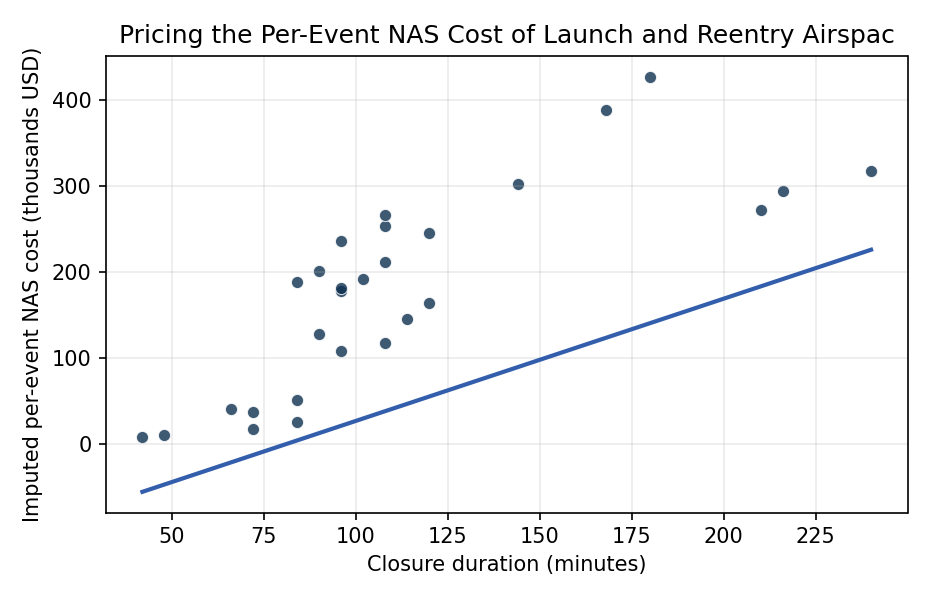 Pricing the Per-Event NAS Cost of Launch and Reentry Airspac
Imputed per-event NAS cost (thousands USD)
400
300
200
100
0
50 75 100 125 150 175 200 225
Closure duration (minutes)